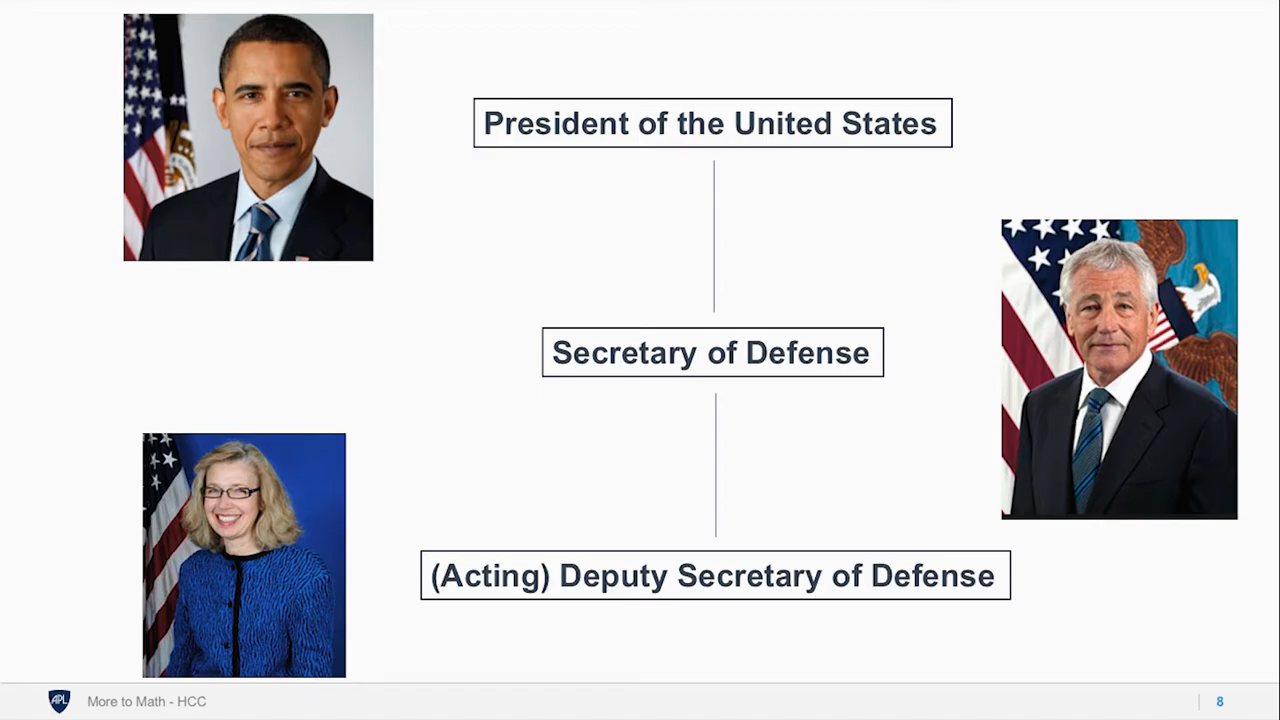 President of the United States
Secretary of Defense
(Acting) Deputy Secretary of Defense
APL
More to Math - HCC
8